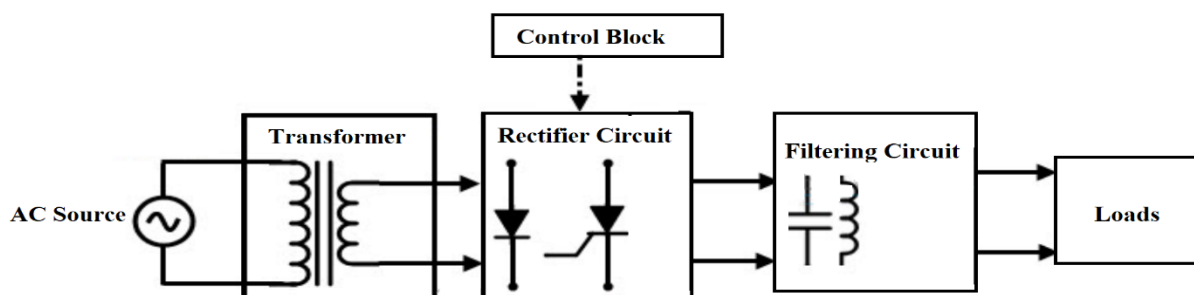 Control Block
Transformer
Rectifier Circuit
Filtering Circuit
AC Source
Loads